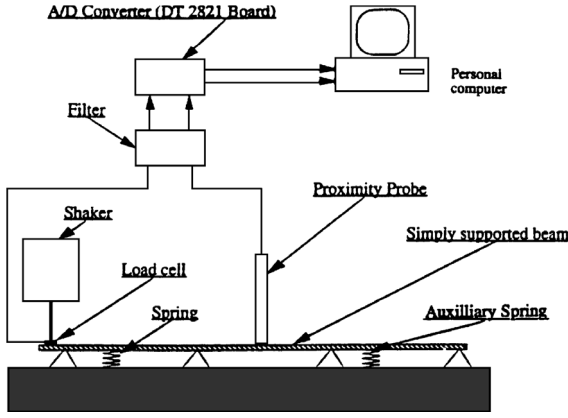 A/D Converter (DT 2821 Board)
Personal
computer
Filter
Proximity Probe
Shaker
Simply supported beam
Load cell
Spring
Auxilliary Spring